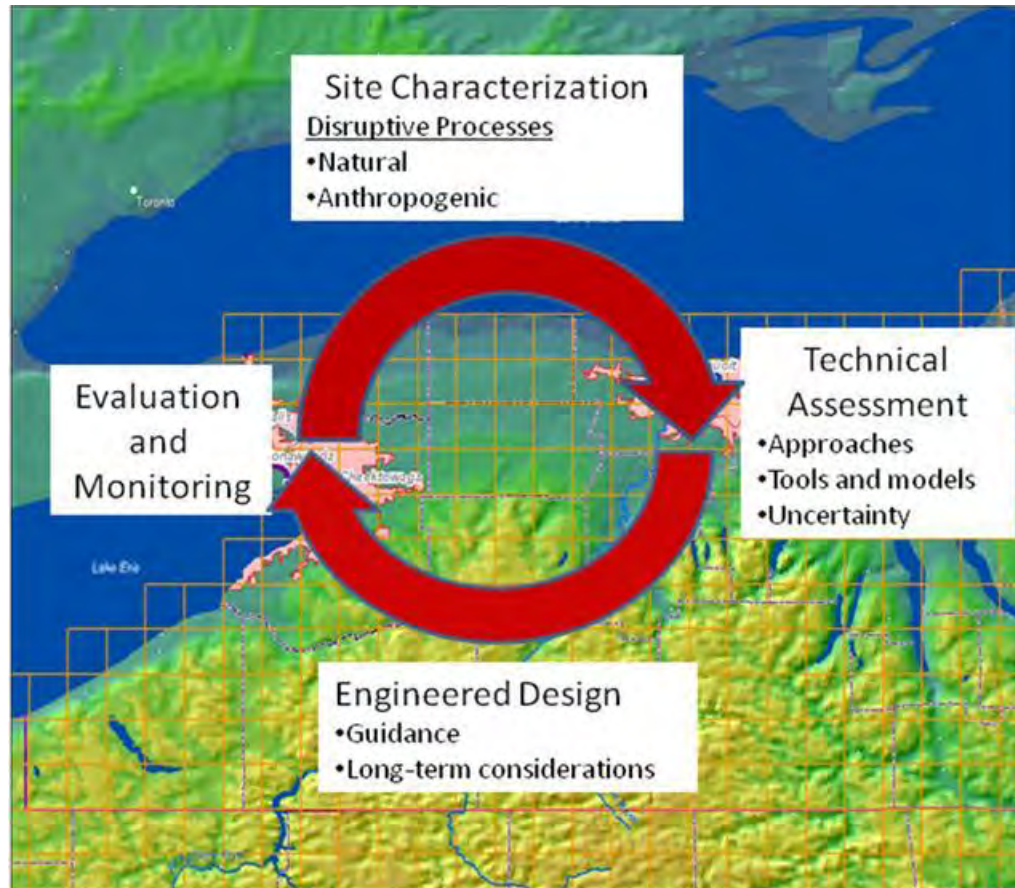 Site Characterization
Disruptive Processes
•Natural
•Anthropogenic
Toronto
Technical
Assessment
•Approaches
•Tools and models
•Uncertainty
Evaluation
and
Monitoring
Cheektowaga
Lake Erie
Engineered Design
•Guidance
•Long-term considerations